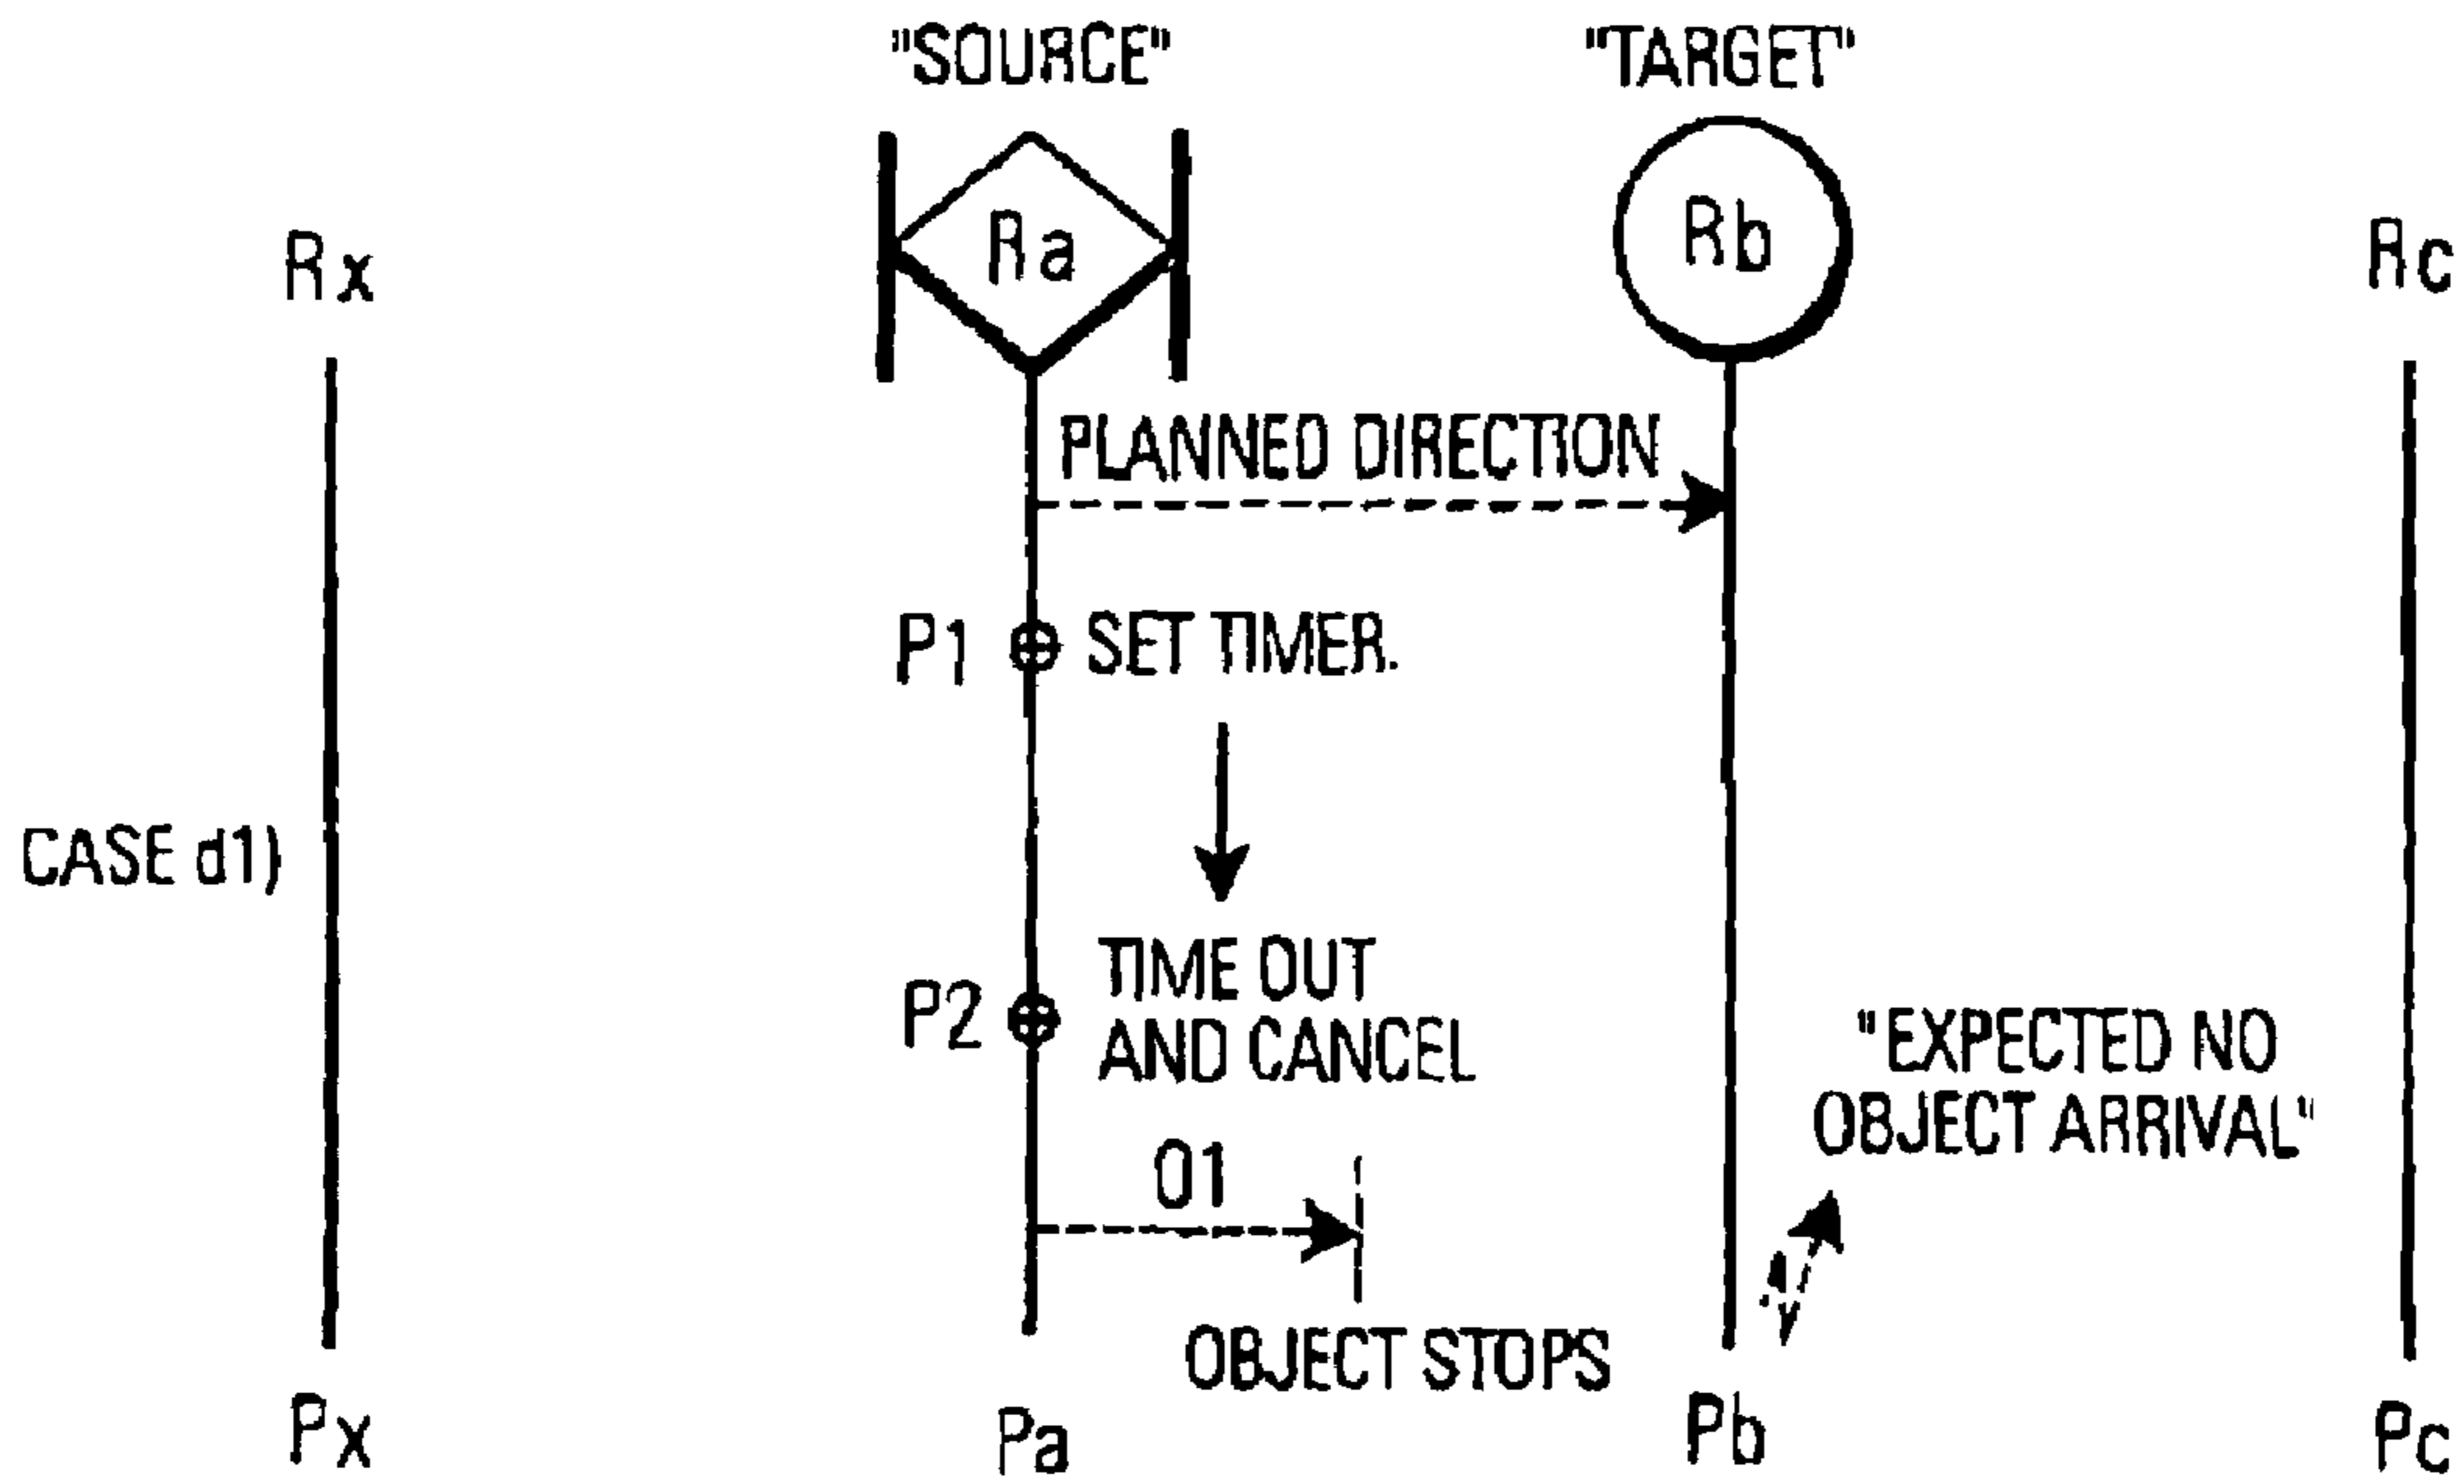 "SOURCE"
"TARGET"
Rx
Ra
Rb
Rc
PLANNED DIRECTION
P1
SET TIMER.
CASE d1)
P2
TIME OUT
AND CANCEL
"EXPECTED NO
OBJECT ARRIVAL"
O1
OBJECT STOPS
Px
Pa
Pb
Pc